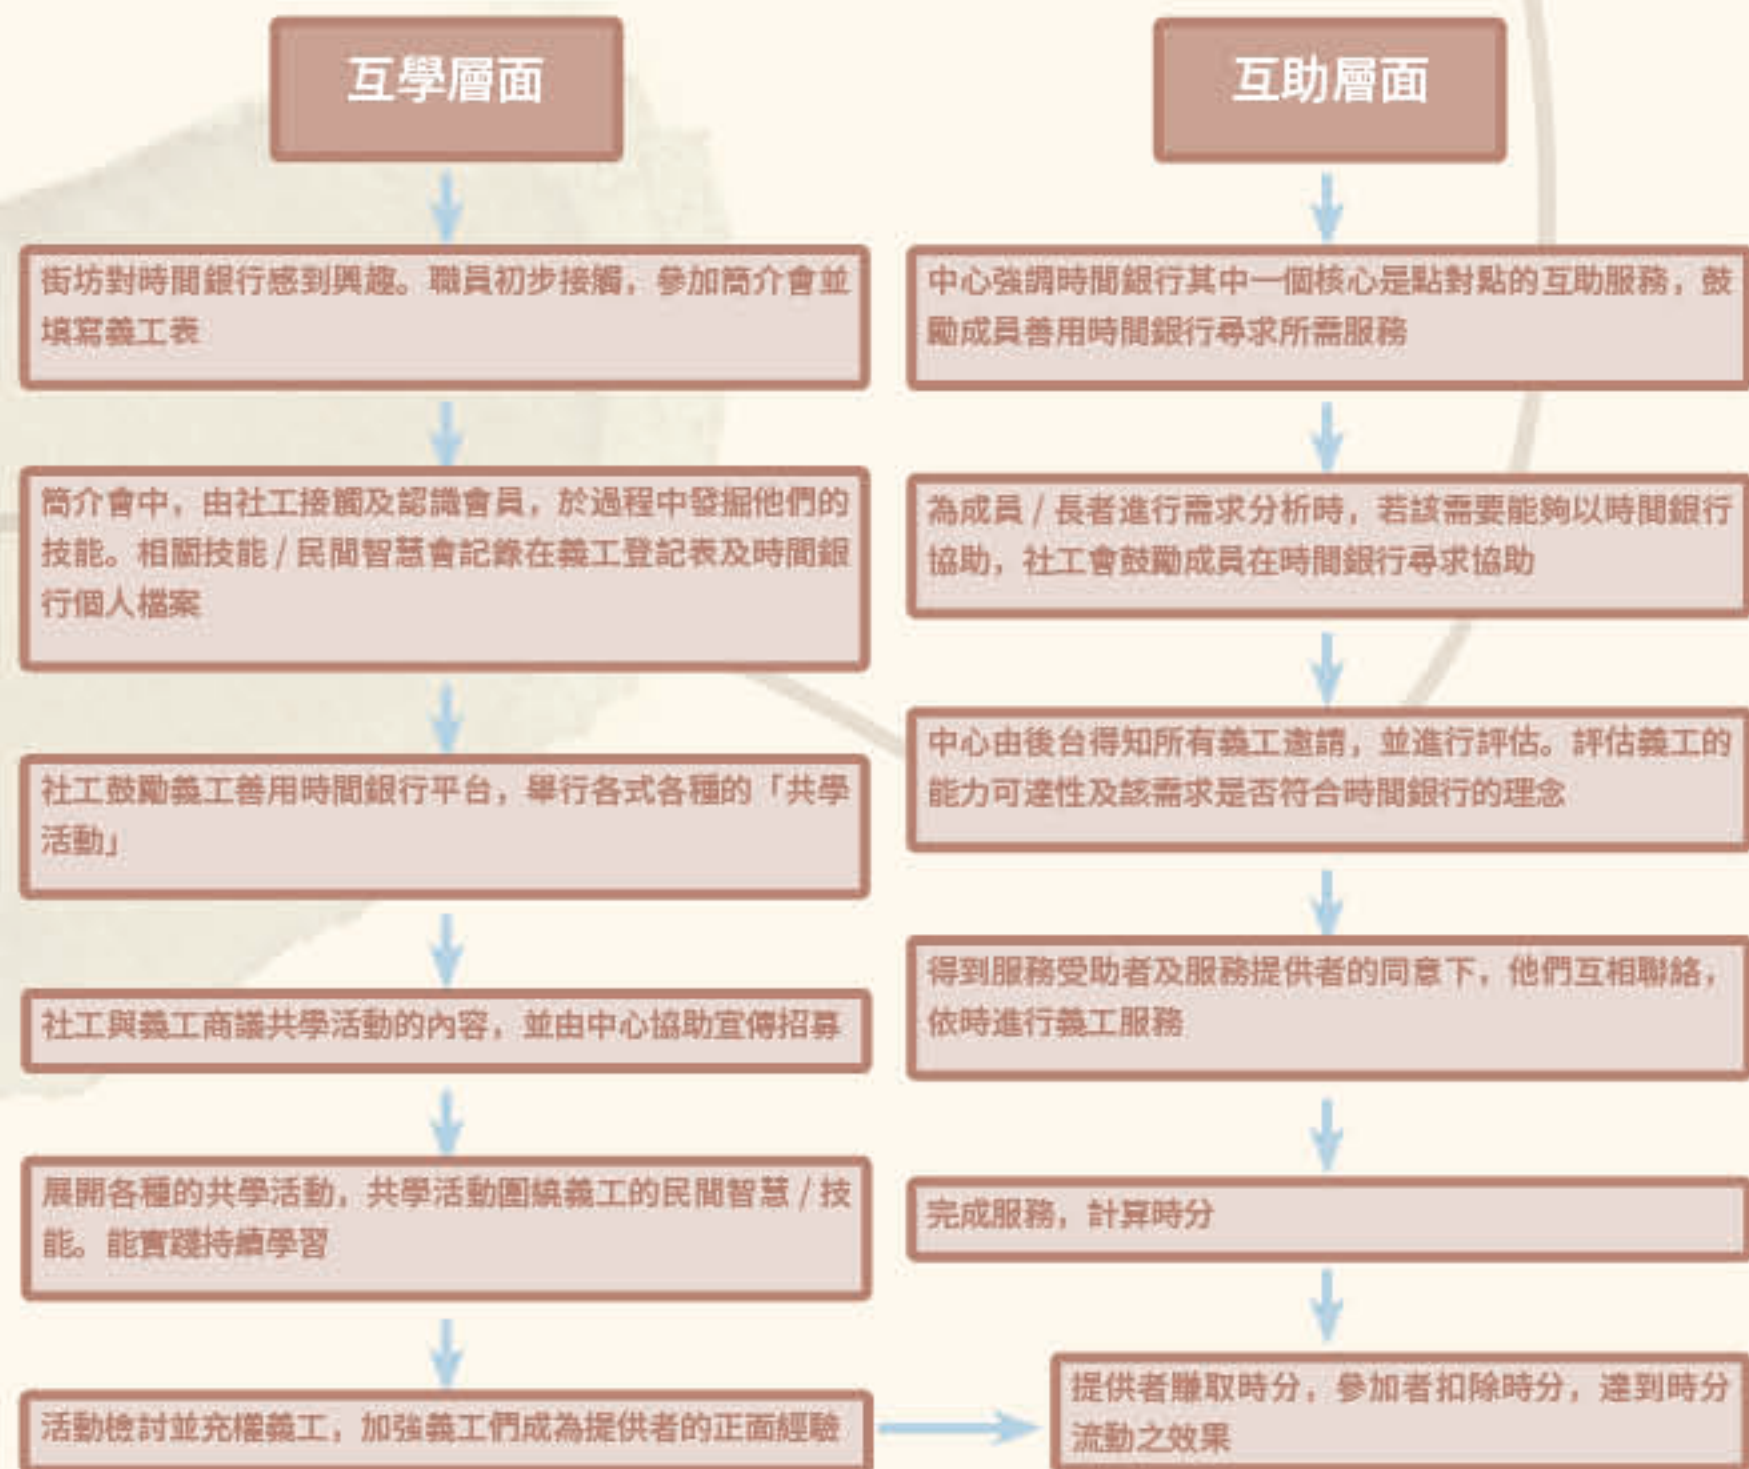 互學層面
街坊對時間銀行感到興趣。職員初步接觸，參加簡介會並
填寫義工表
簡介會中，由社工接觸及認識會員，於過程中發掘他們的
技能。相關技能 / 民間智慧會記錄在義工登記表及時間銀
行個人檔案
社工鼓勵義工善用時間銀行平台，舉行各式各種的「共學
活動」
社工與義工商議共學活動的內容，並由中心協助宣傳招募
展開各種的共學活動，共學活動圍繞義工的民間智慧 / 技
能。能實踐持續學習
活動檢討並充權義工，加強義工們成為提供者的正面經驗
互助層面
中心強調時間銀行其中一個核心是點對點的互助服務，鼓
勵成員善用時間銀行尋求所需服務
為成員 / 長者進行需求分析時，若該需要能夠以時間銀行
協助，社工會鼓勵成員在時間銀行尋求協助
中心由後台得知所有義工邀請，並進行評估。評估義工的
能力可達性及該需求是否符合時間銀行的理念
得到服務受助者及服務提供者的同意下，他們互相聯絡，
依時進行義工服務
完成服務，計算時分
提供者賺取時分，參加者扣除時分，達到時分
流動之效果